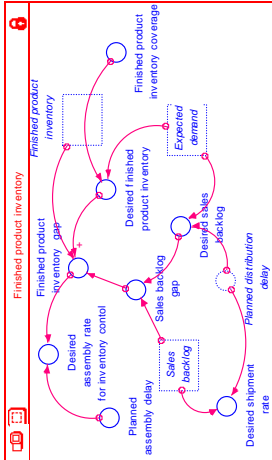 Finished product inventory
Finished product
inventory
Finished product
inventory coverage
Expected
demand
Desired finished
product inventory
Finished product
inventory gap
Desired sales
backlog
Sales backlog
gap
Planned distribution
delay
Desired
assembly rate
for inventory contol
Sales
backlog
Planned
assembly delay
Desired shipment
rate
+